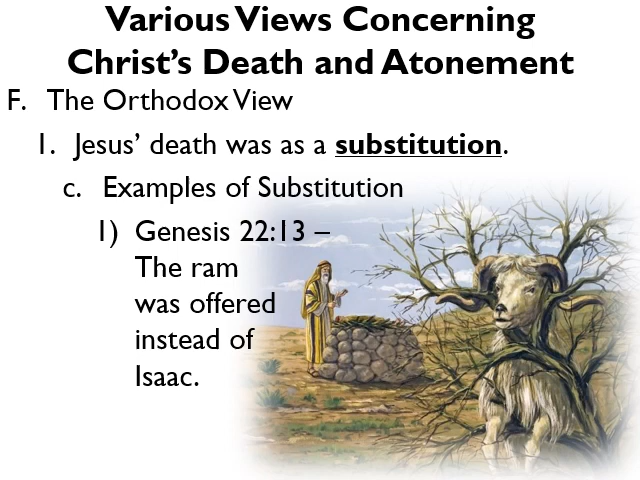 Various Views Concerning
Christ’s Death and Atonement
F. The Orthodox View
1. Jesus’ death was as a substitution.
c. Examples of Substitution
1) Genesis 22:13 –
The ram
was offered
instead of
Isaac.